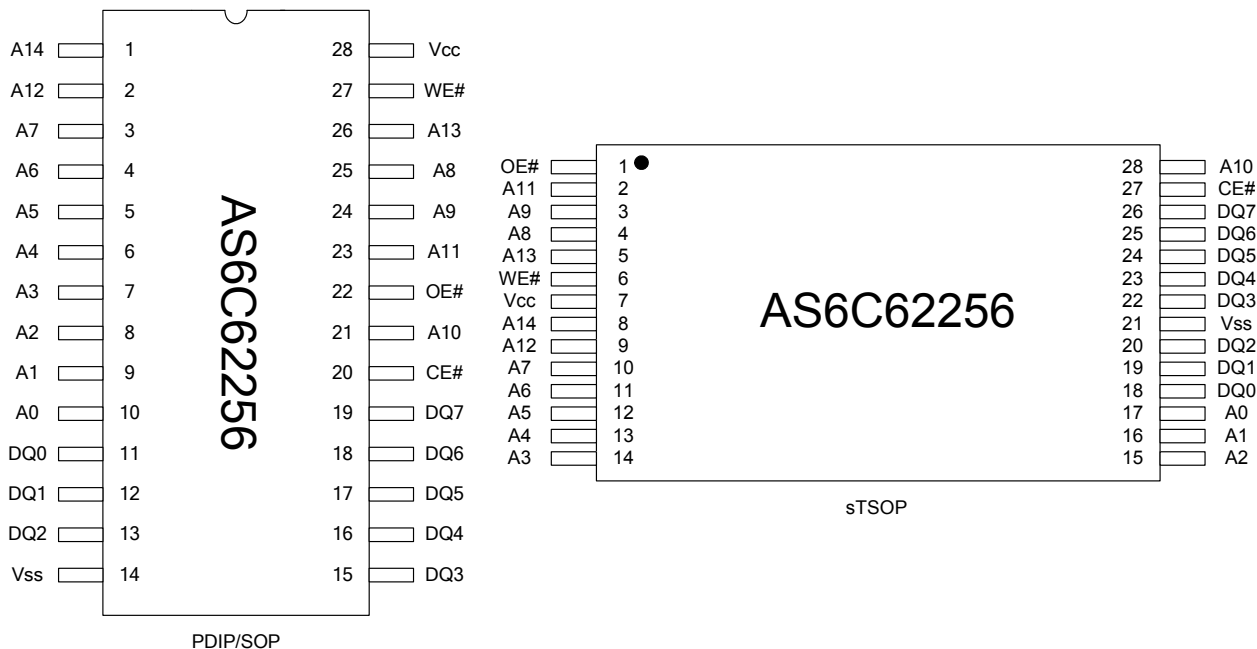 A14 1 28 Vcc
A12 2 27 WE#
A7 3 26 A13
A6 4 25 A8
A5 5 24 A9
A4 6 23 A11
A3 7 22 OE#
A2 8 21 A10
A1 9 20 CE#
A0 10 19 DQ7
DQ0 11 18 DQ6
DQ1 12 17 DQ5
DQ2 13 16 DQ4
Vss 14 15 DQ3
AS6C62256
PDIP/SOP
OE# 1 28 A10
A11 2 27 CE#
A9 3 26 DQ7
A8 4 25 DQ6
A13 5 24 DQ5
WE# 6 23 DQ4
Vcc 7 22 DQ3
A14 8 21 Vss
A12 9 20 DQ2
A7 10 19 DQ1
A6 11 18 DQ0
A5 12 17 A0
A4 13 16 A1
A3 14 15 A2
AS6C62256
sTSOP